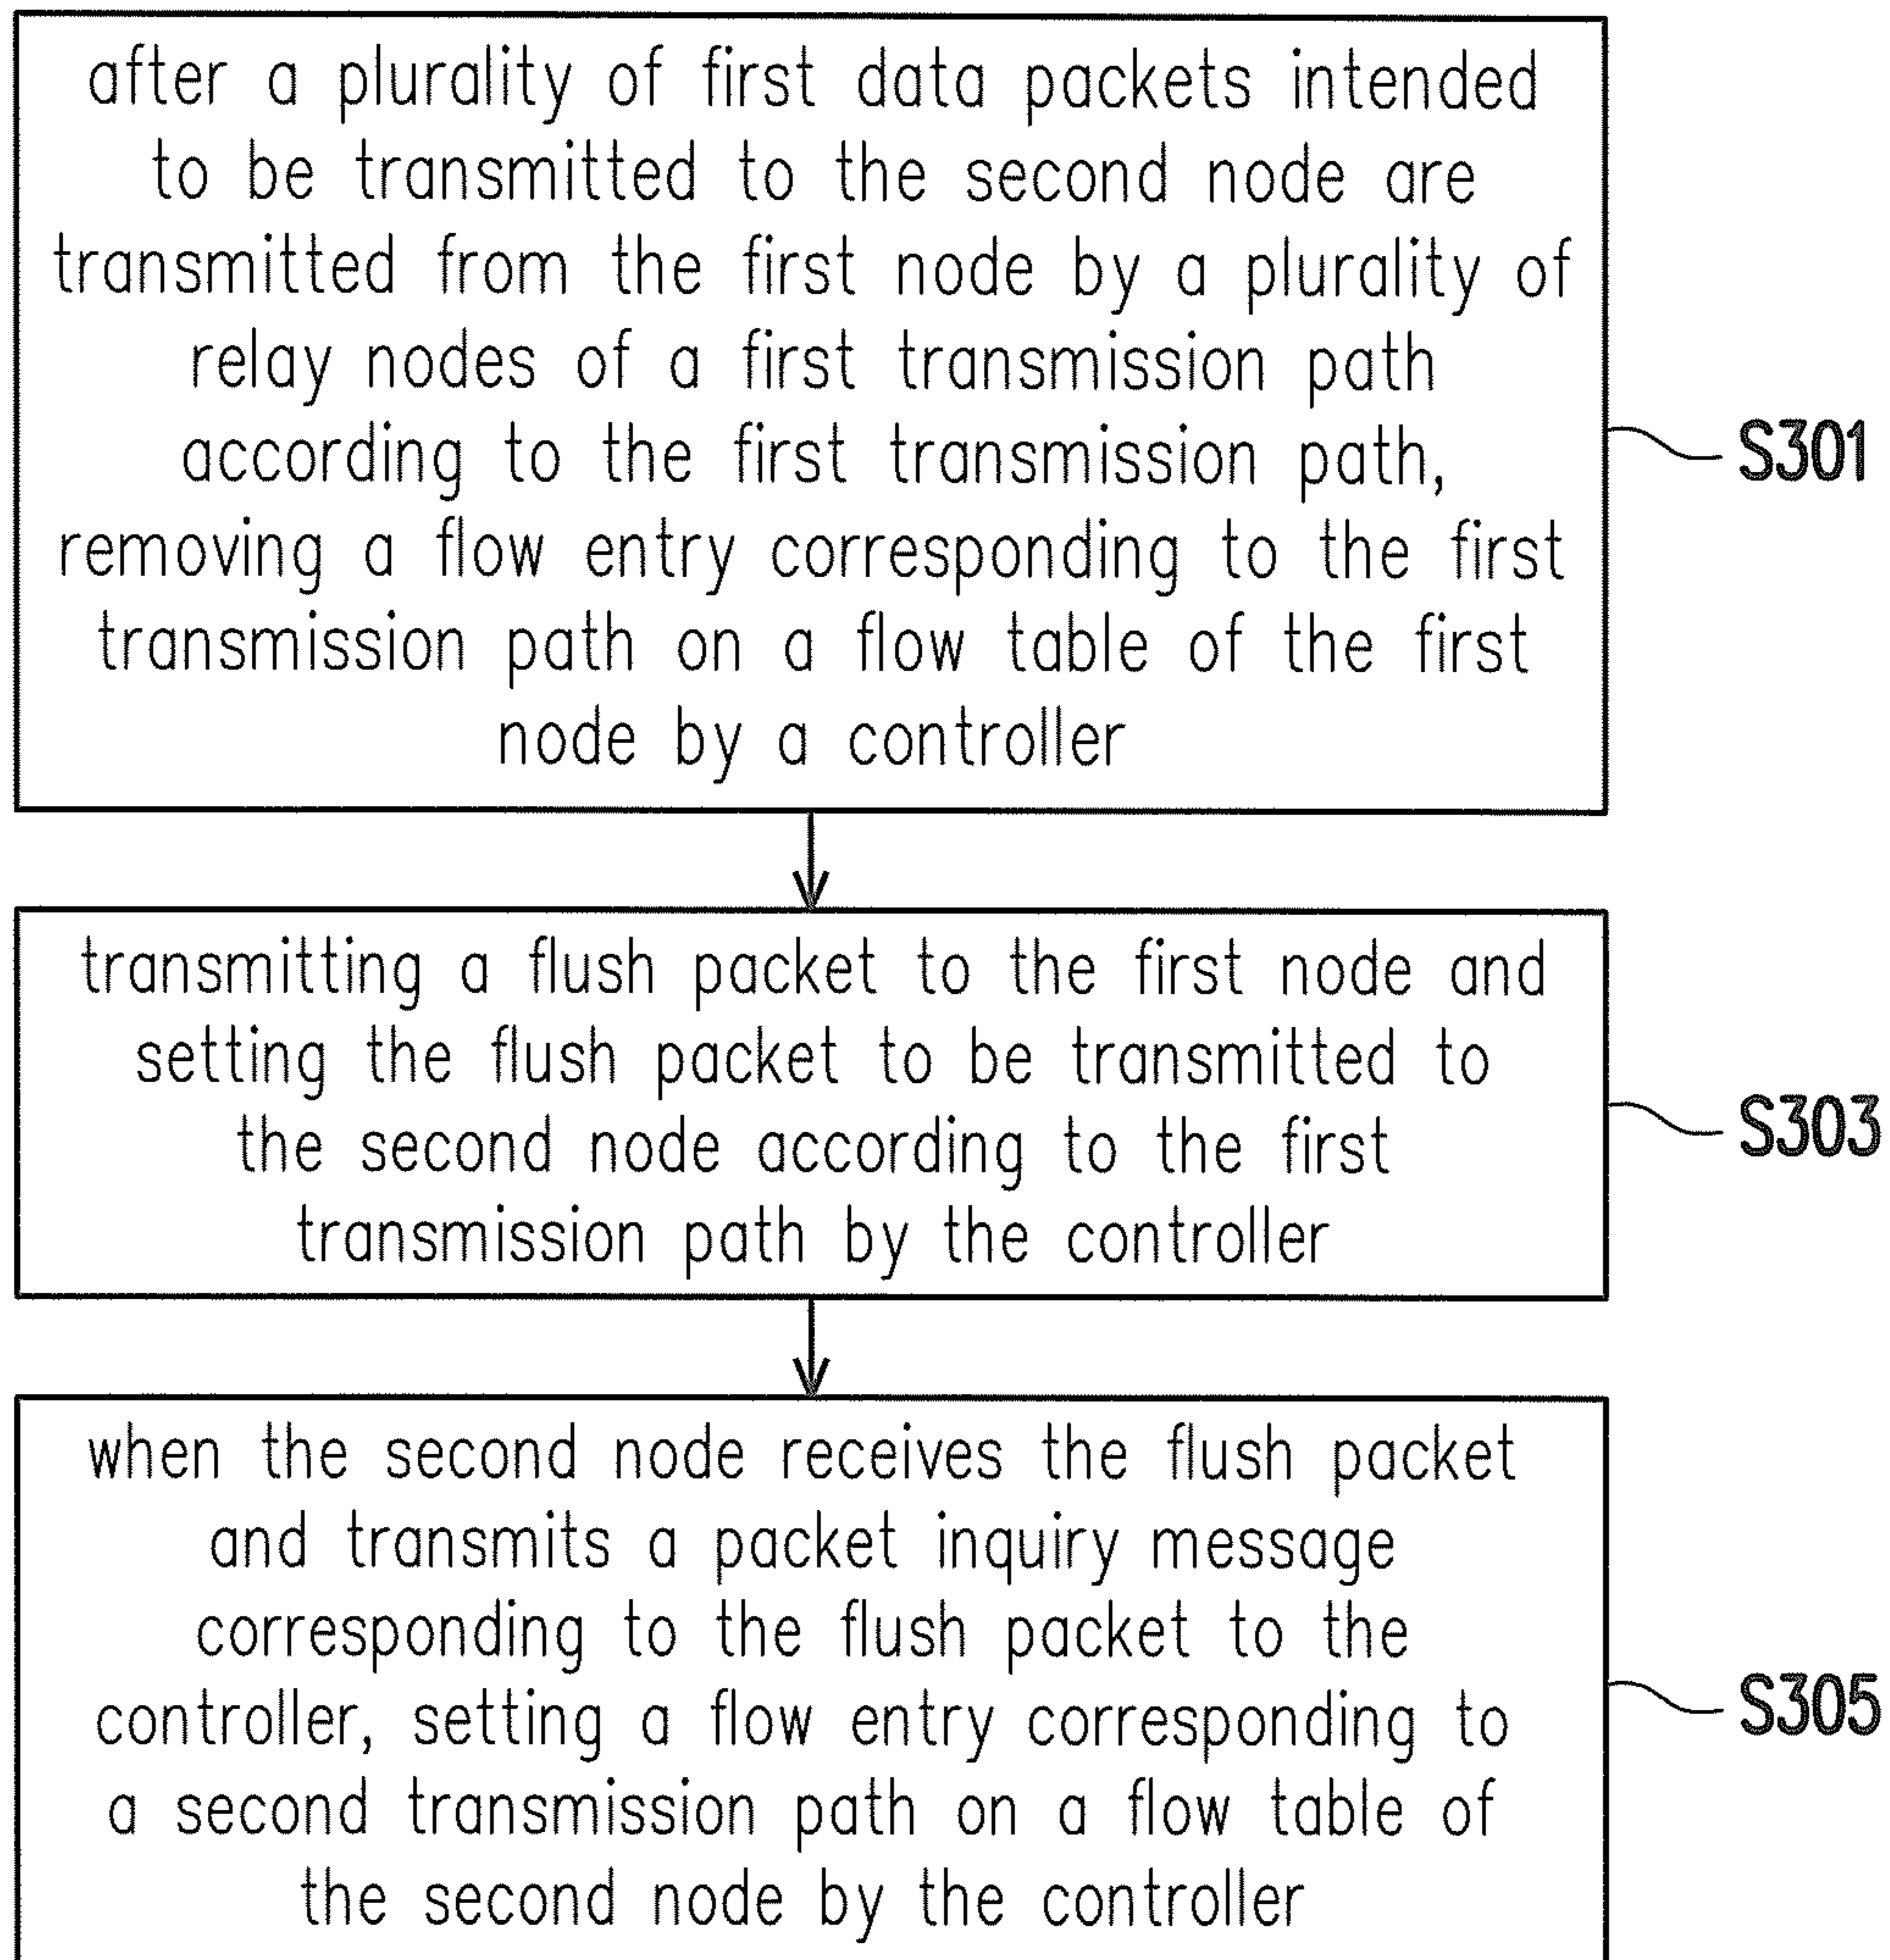 after a plurality of first data packets intended
to be transmitted to the second node are
transmitted from the first node by a plurality of
relay nodes of a first transmission path
according to the first transmission path,
removing a flow entry corresponding to the first
transmission path on a flow table of the first
node by a controller
S301
transmitting a flush packet to the first node and
setting the flush packet to be transmitted to
the second node according to the first
transmission path by the controller
S303
when the second node receives the flush packet
and transmits a packet inquiry message
corresponding to the flush packet to the
controller, setting a flow entry corresponding to
a second transmission path on a flow table of
the second node by the controller
S305